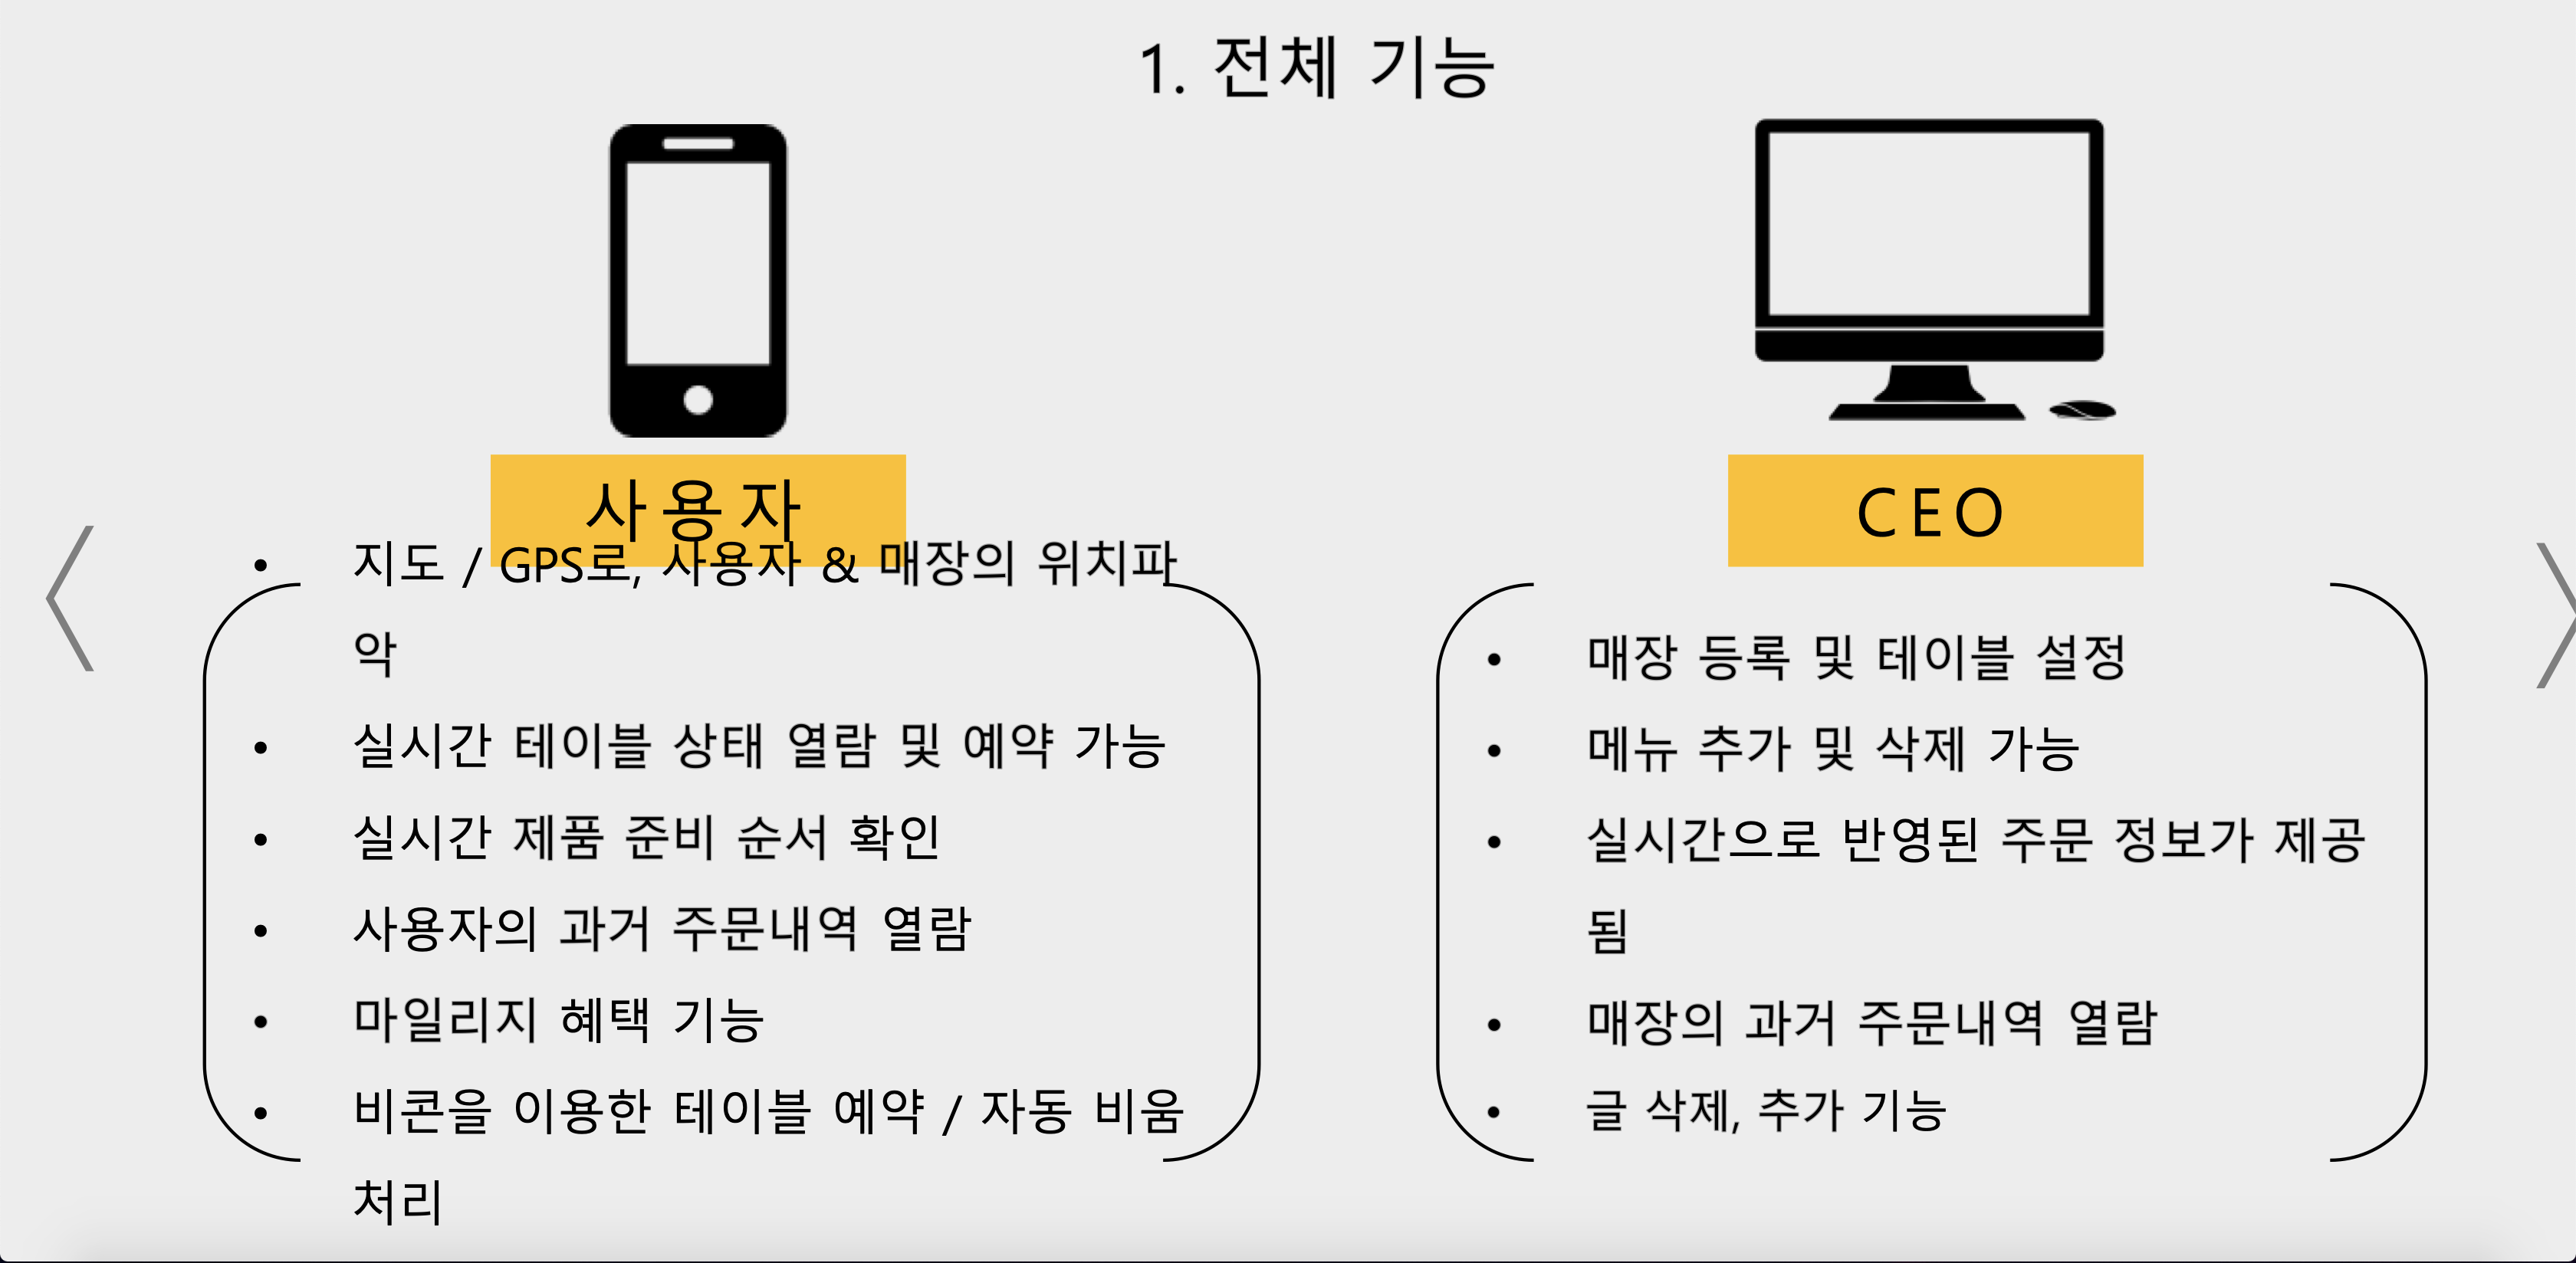 1. 전체 기능
사용자
• 지도 / GPS로, 사용자 & 매장의 위치파
악
• 실시간 테이블 상태 열람 및 예약 가능
• 실시간 제품 준비 순서 확인
• 사용자의 과거 주문내역 열람
• 마일리지 혜택 기능
• 비콘을 이용한 테이블 예약 / 자동 비움
처리
CEO
• 매장 등록 및 테이블 설정
• 메뉴 추가 및 삭제 가능
• 실시간으로 반영된 주문 정보가 제공
됨
• 매장의 과거 주문내역 열람
• 글 삭제, 추가 기능